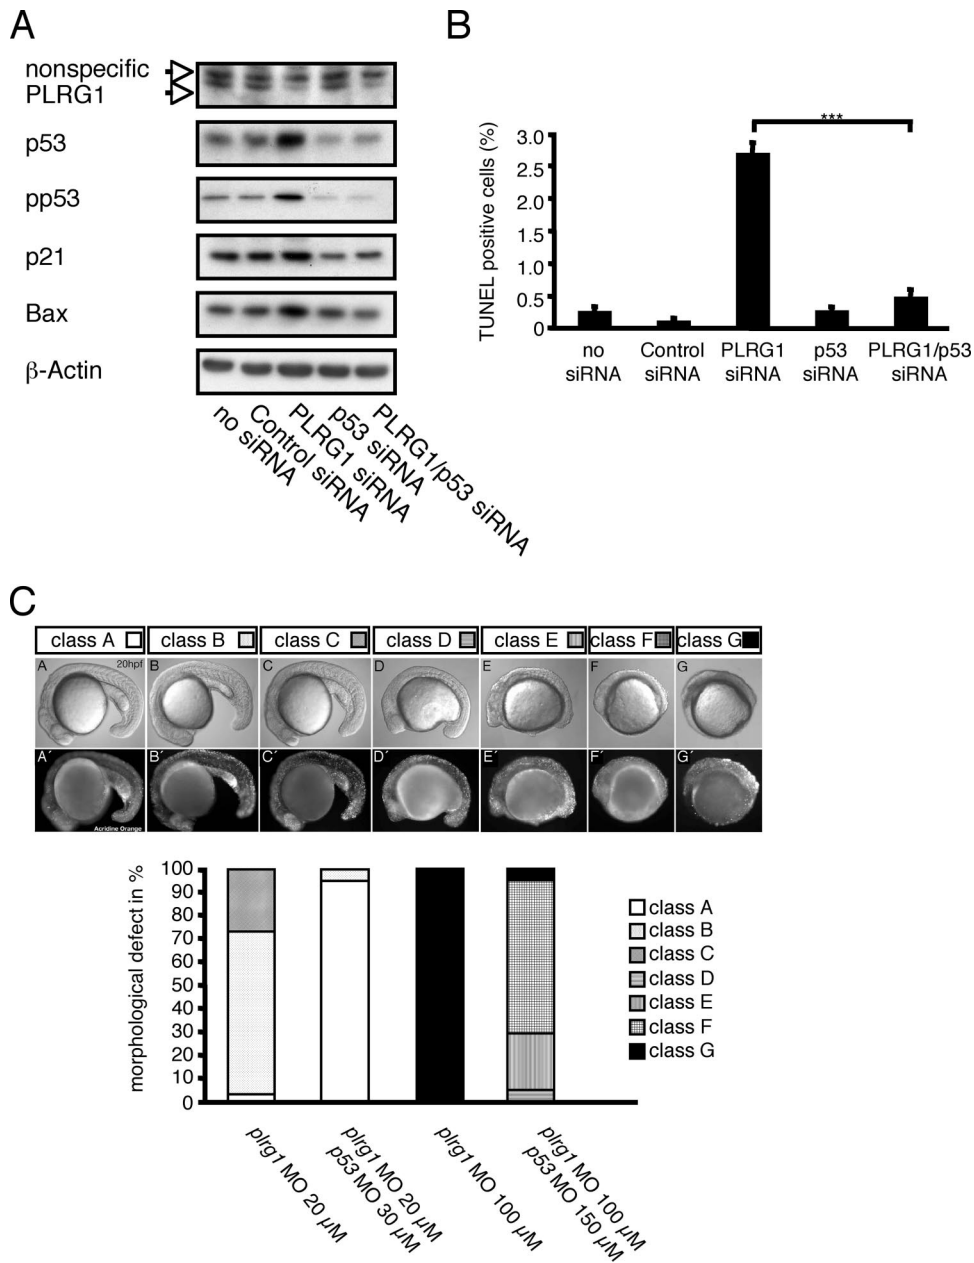 A
nonspecific
PLRG1
p53
pp53
p21
Bax
β-Actin
no siRNA
Control siRNA
PLRG1 siRNA
p53 siRNA
PLRG1/p53 siRNA
B
TUNEL positive cells (%)
3.0
2.5
2.0
1.5
1.0
0.5
0
***
no siRNA
Control siRNA
PLRG1 siRNA
p53 siRNA
PLRG1/p53 siRNA
C
class A
class B
class C
class D
class E
class F
class G
A
20hpf
B
C
D
E
F
G
A´
Acridine Orange
B´
C´
D´
E´
F´
G´
morphological defect in %
100
90
80
70
60
50
40
30
20
10
0
plrg1 MO 20 µM
plrg1 MO 20 µM
p53 MO 30 µM
plrg1 MO 100 µM
plrg1 MO 100 µM
p53 MO 150 µM
class A
class B
class C
class D
class E
class F
class G